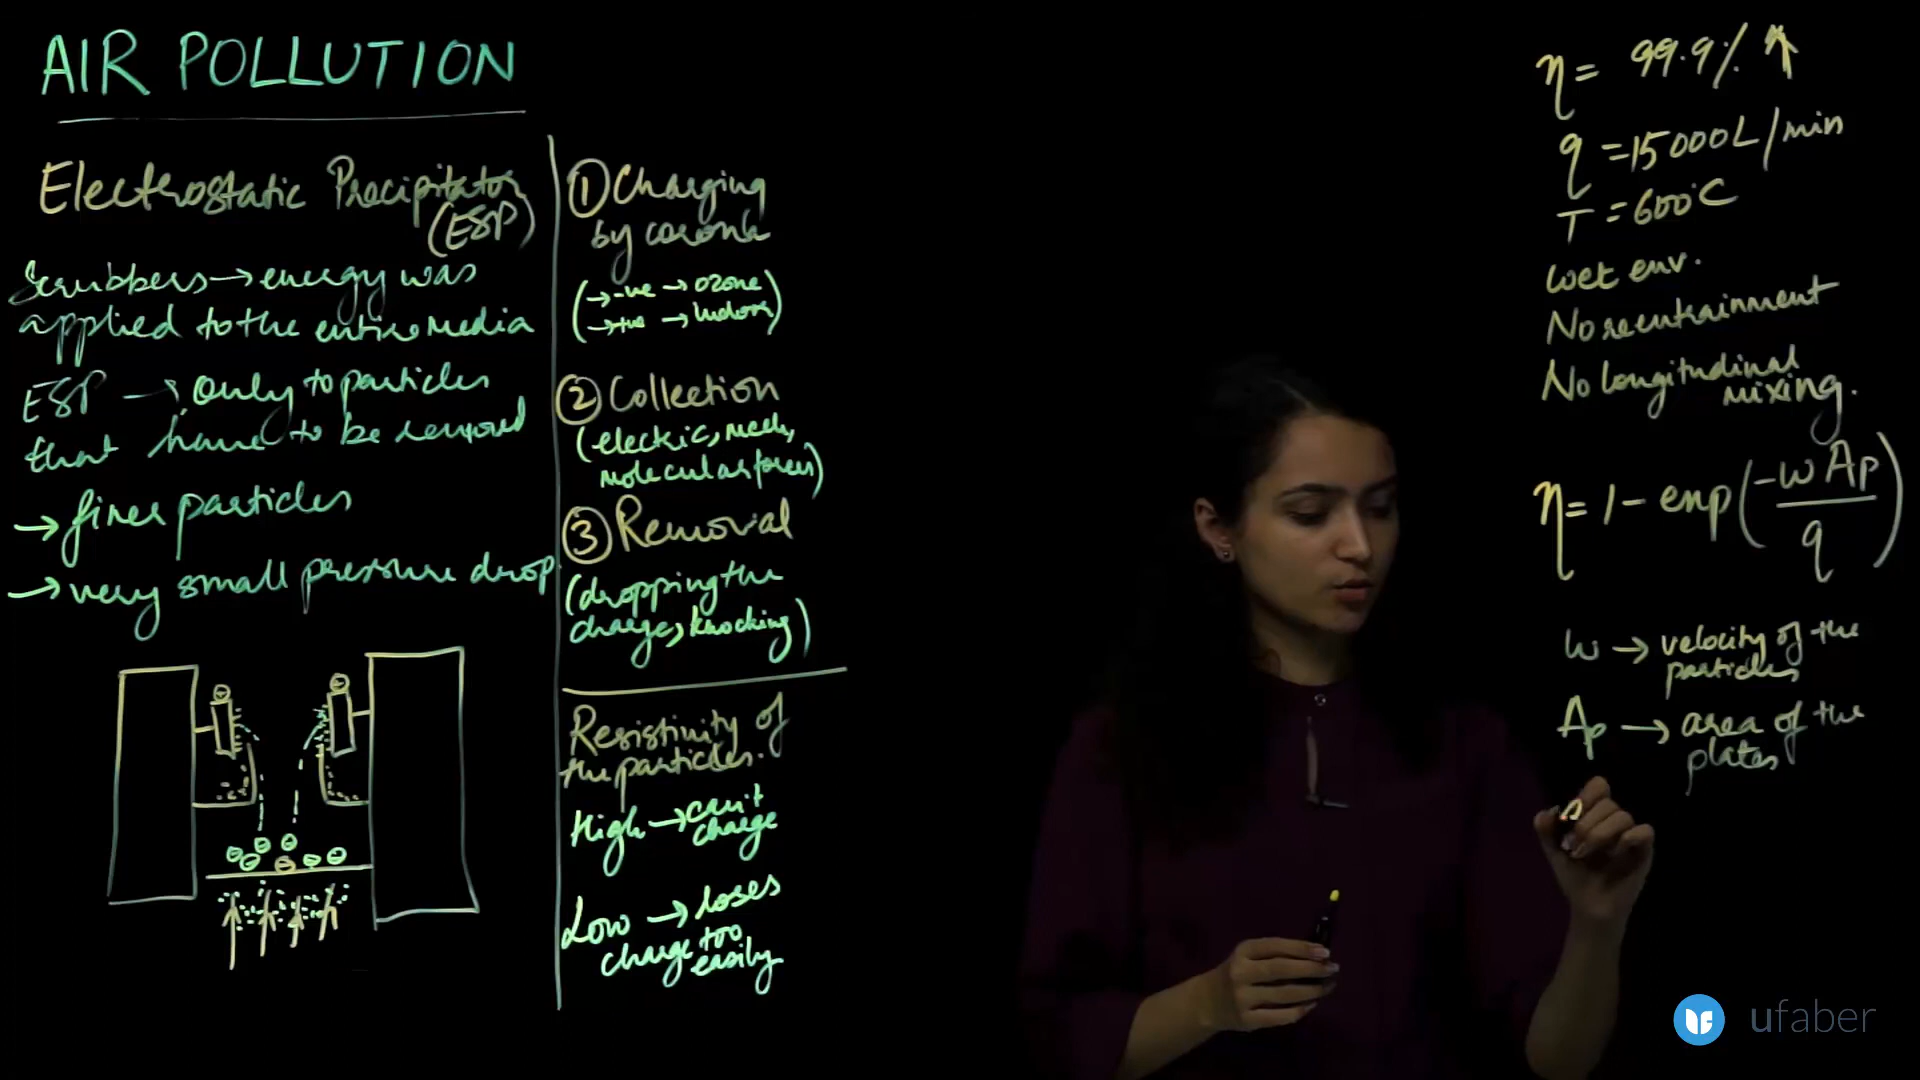 AIR POLLUTION
Electrostatic Precipitator
(ESP)
Scrubbers → energy was
applied to the entire media
ESP → Only to particles
that have to be removed
→ finer particles
→ very small pressure drop
① Charging
by corona
(→ -ve → ozone
→ +ve → Indoor)
② Collection
(electric, mech,
molecular forces)
③ Removal
(dropping the
charge, knocking)
Resistivity of
the particles.
High → can't
charge
Low → loses
charge too
easily
η = 99.9% ↑
q = 15000L/min
T = 600°C
wet env.
No reentrainment
No longitudinal
mixing.
η = 1 - exp(-w Ap / q)
w → velocity of the
particles
Ap → area of the
plates
ufaber